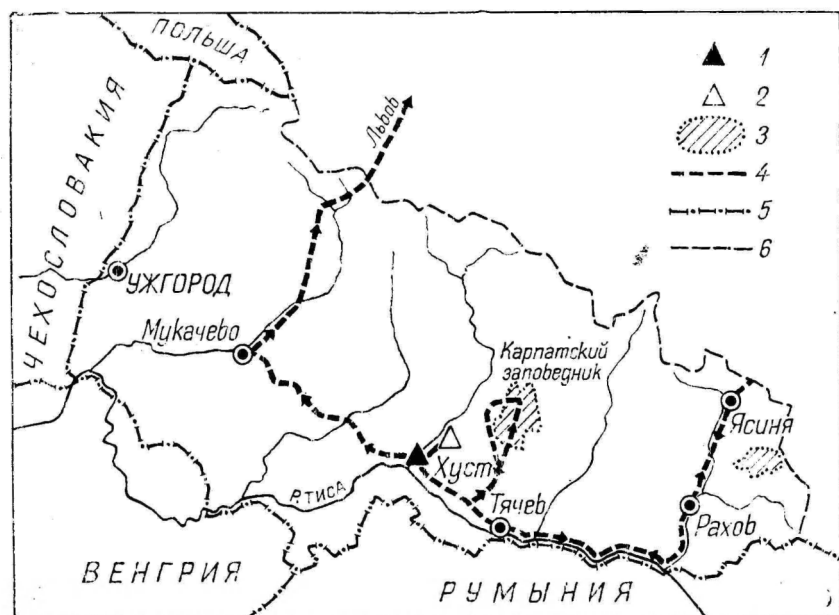 ПОЛЬША
1
2
3
4
5
6
Львов
ЧЕХОСЛОВАКИЯ
УЖГОРОД
Мукачево
Карпатский
заповедник
Ясиня
Хуст
Р.ТИСА
Тячев
Рахов
ВЕНГРИЯ
РУМЫНИЯ